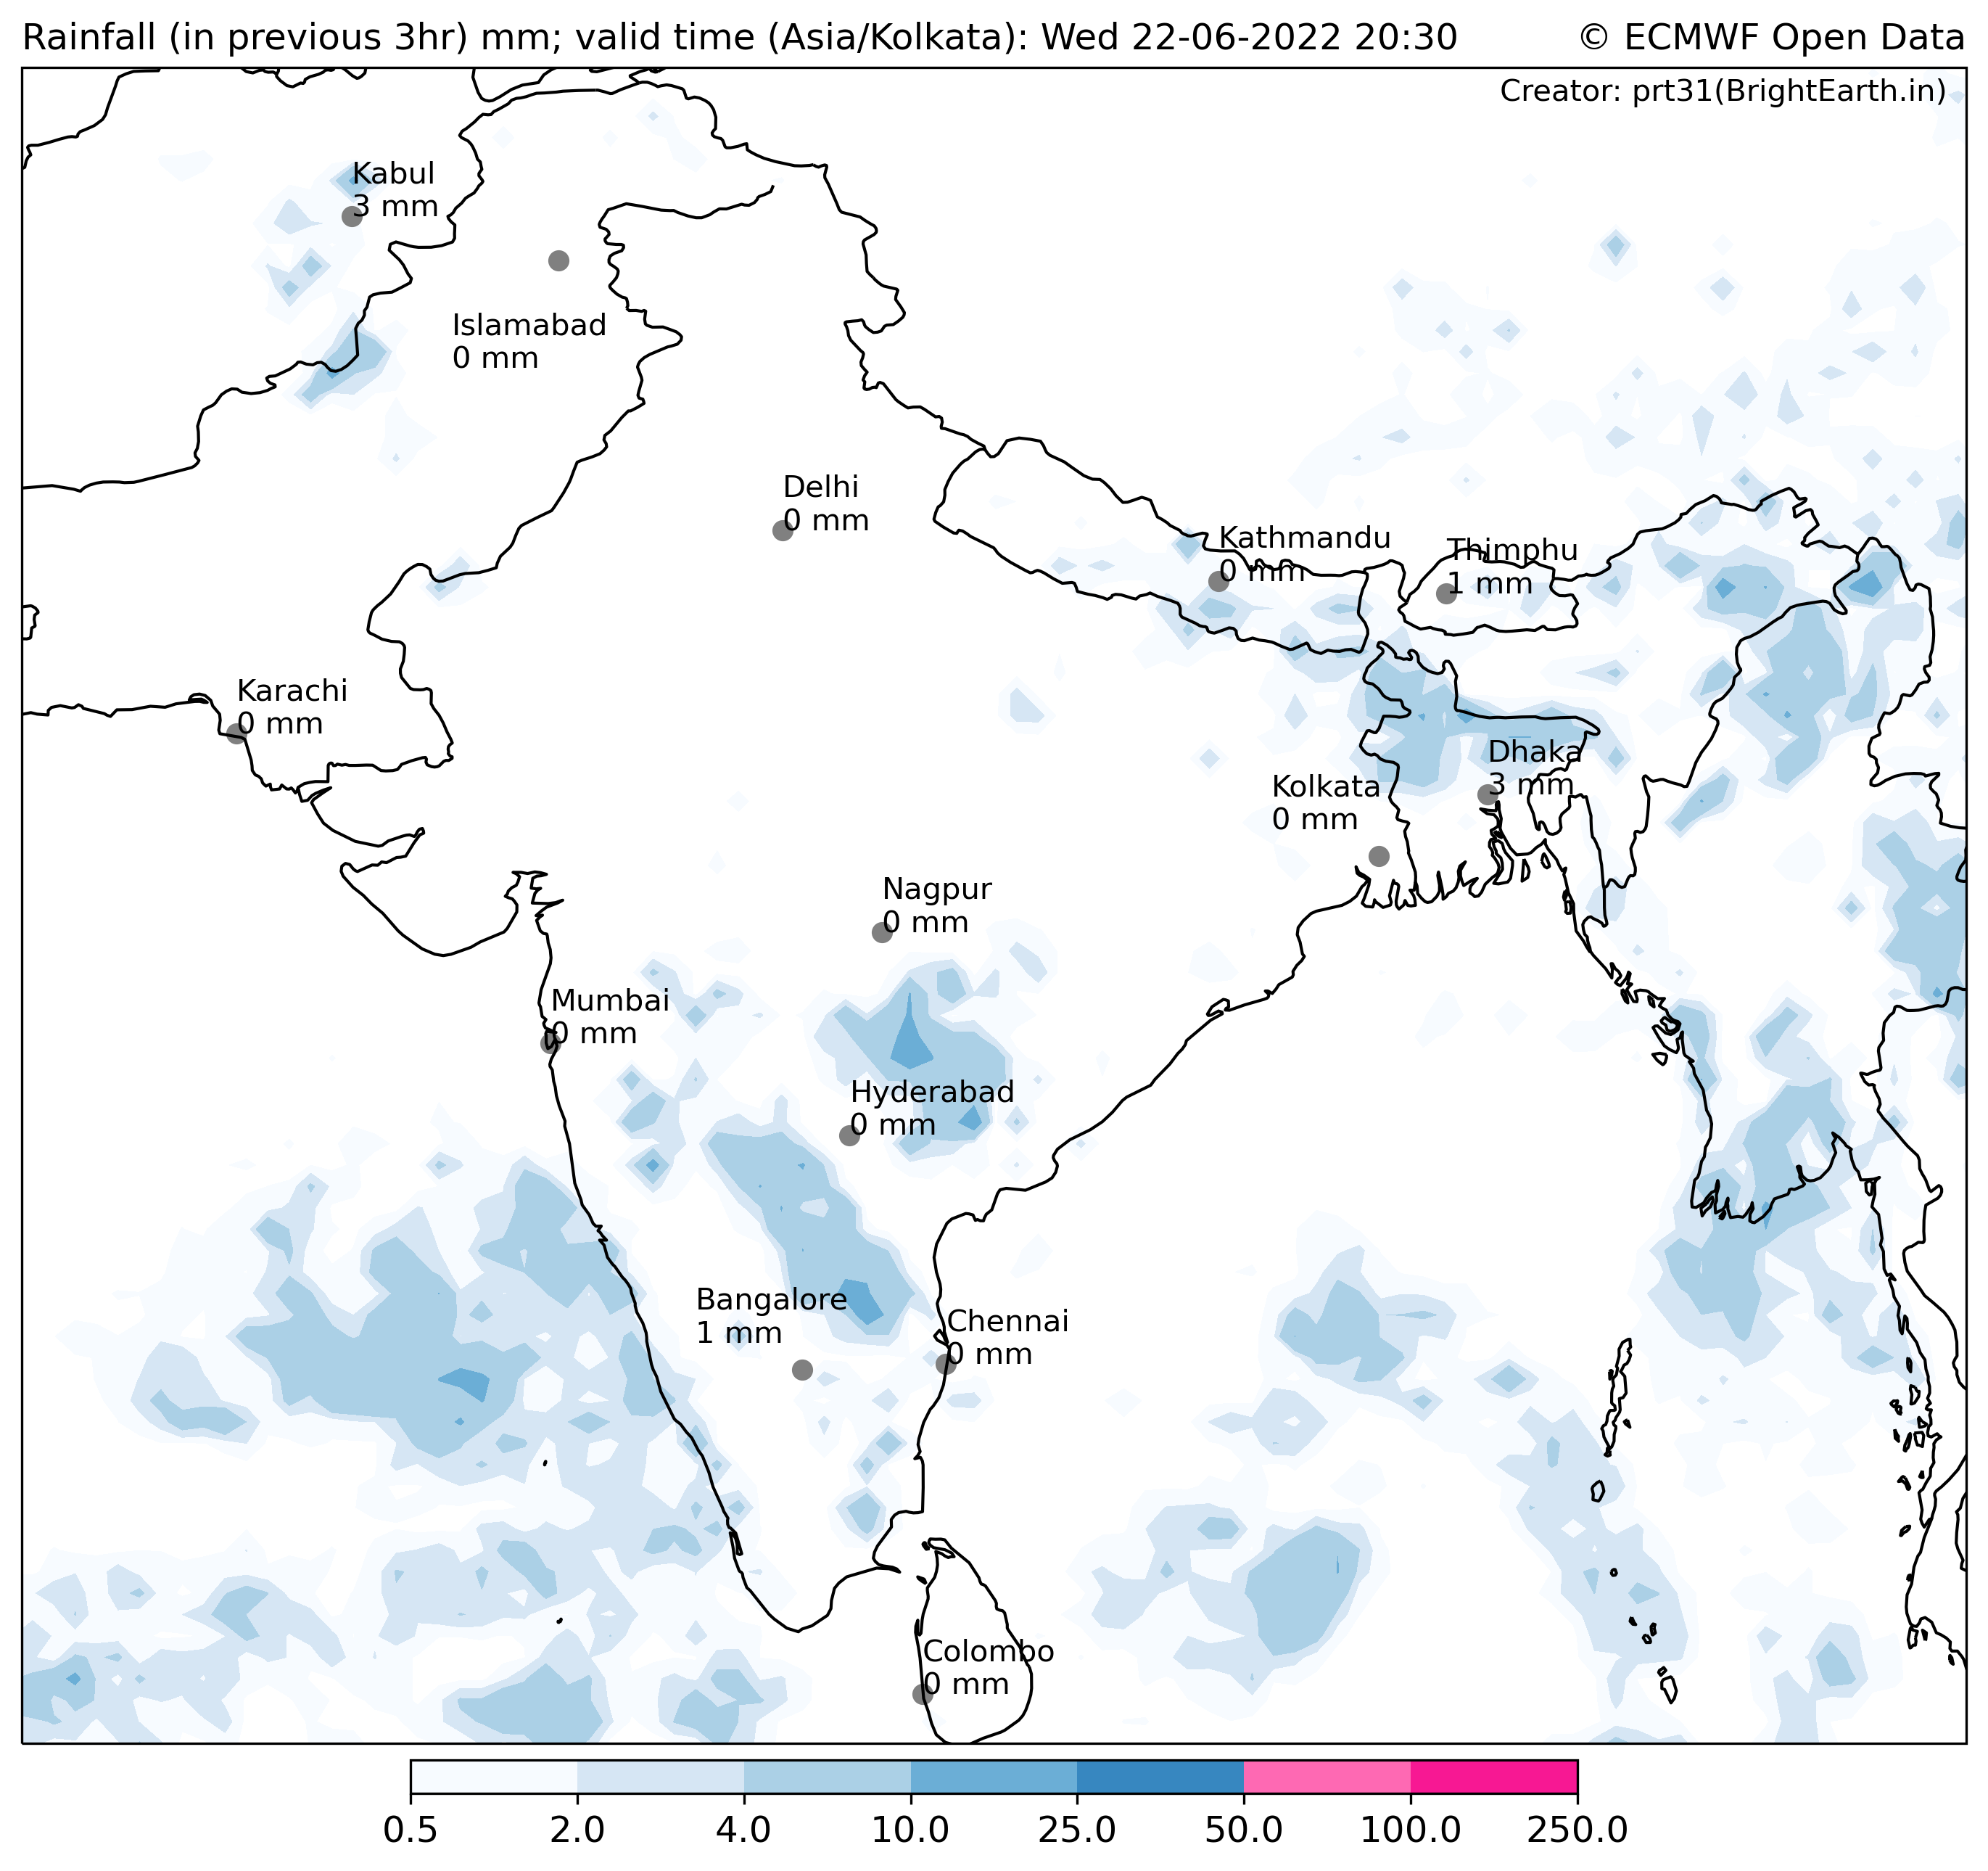 Rainfall (in previous 3hr) mm; valid time (Asia/Kolkata): Wed 22-06-2022 20:30
© ECMWF Open Data
Creator: prt31(BrightEarth.in)
Kabul
3 mm
Islamabad
0 mm
Delhi
0 mm
Kathmandu
0 mm
Thimphu
1 mm
Karachi
0 mm
Dhaka
3 mm
Kolkata
0 mm
Nagpur
0 mm
Mumbai
0 mm
Hyderabad
0 mm
Bangalore
1 mm
Chennai
0 mm
Colombo
0 mm
0.5 2.0 4.0 10.0 25.0 50.0 100.0 250.0